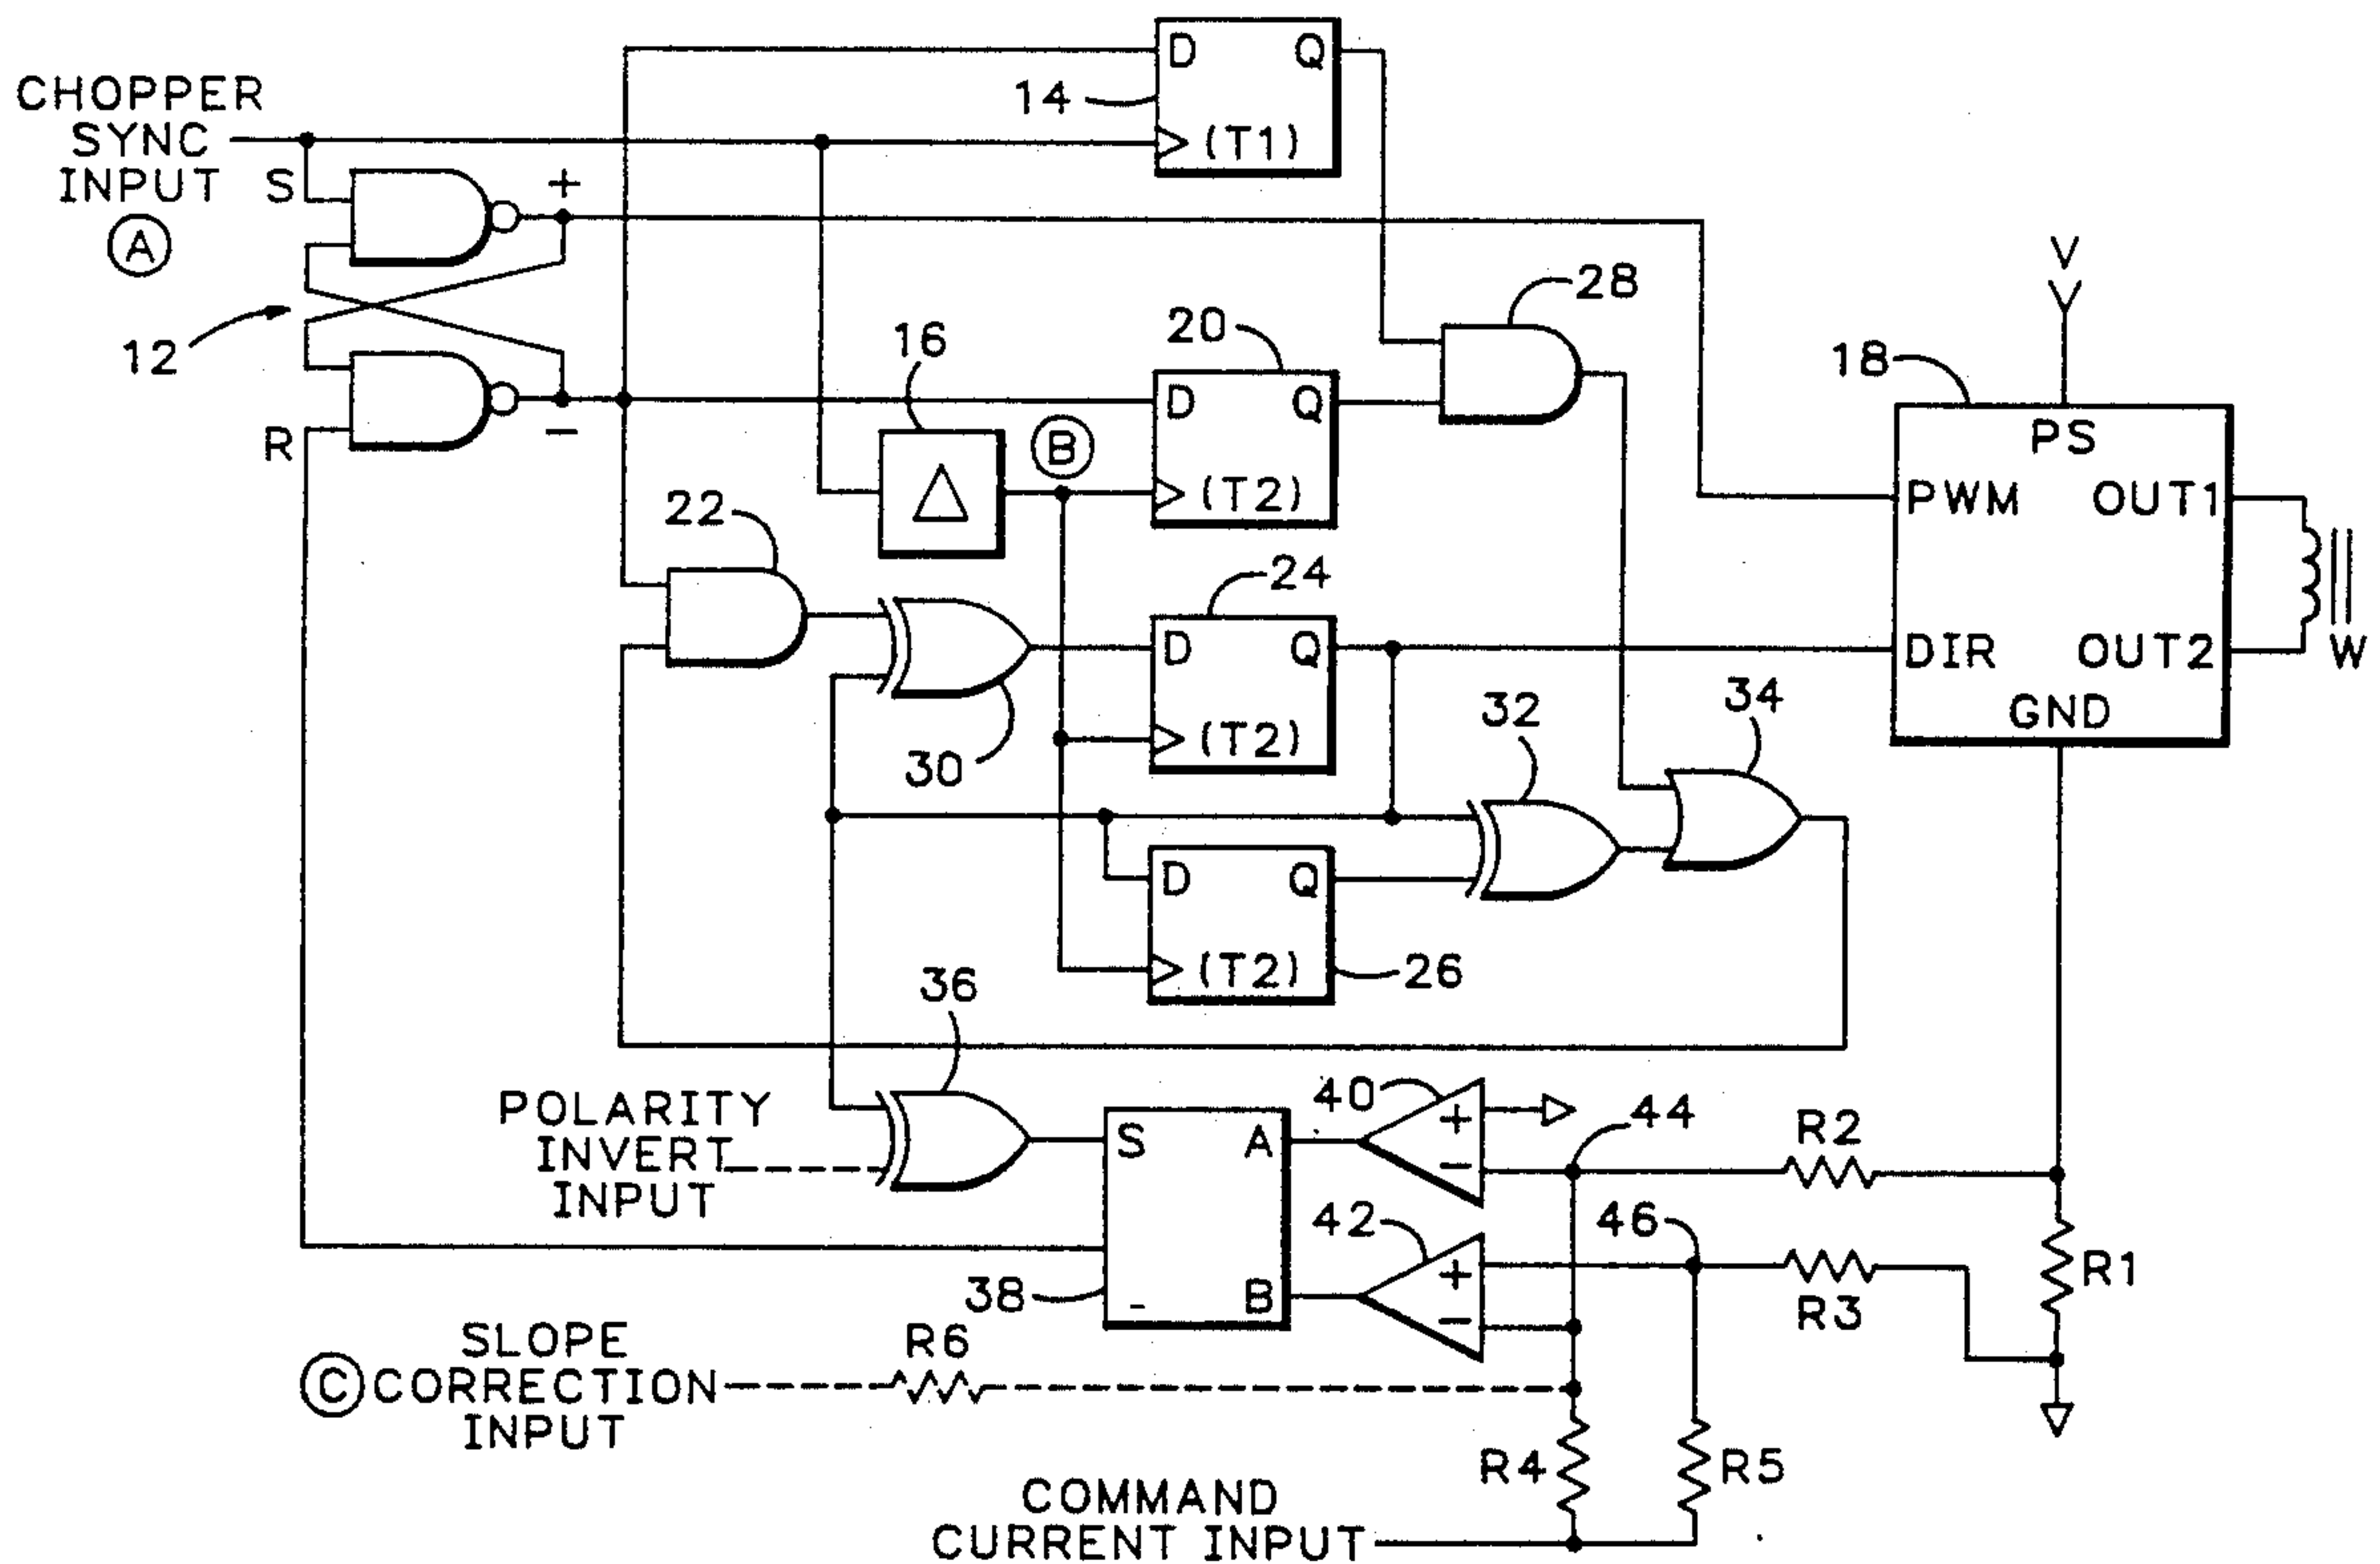 CHOPPER
SYNC
INPUT
A
S
+
12
R
−
14
D
Q
(T1)
16
△
B
20
D
Q
(T2)
28
22
24
D
Q
(T2)
30
D
Q
(T2)
26
32
34
V
V
18
PS
PWM
OUT1
DIR
OUT2
GND
W
36
POLARITY
INVERT
INPUT
S
A
B
-
38
40
+
−
42
+
−
44
46
R2
R3
R1
SLOPE
C CORRECTION
INPUT
R6
R4
R5
COMMAND
CURRENT INPUT